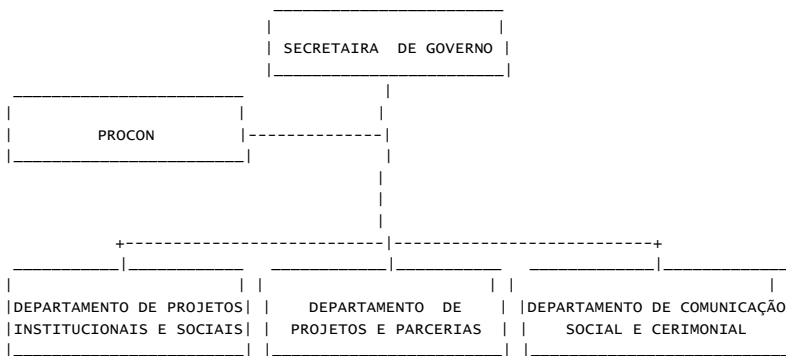 SECRETAIRA DE GOVERNO
PROCON
DEPARTAMENTO DE PROJETOS
INSTITUCIONAIS E SOCIAIS
DEPARTAMENTO DE
PROJETOS E PARCERIAS
DEPARTAMENTO DE COMUNICAÇÃO
SOCIAL E CERIMONIAL